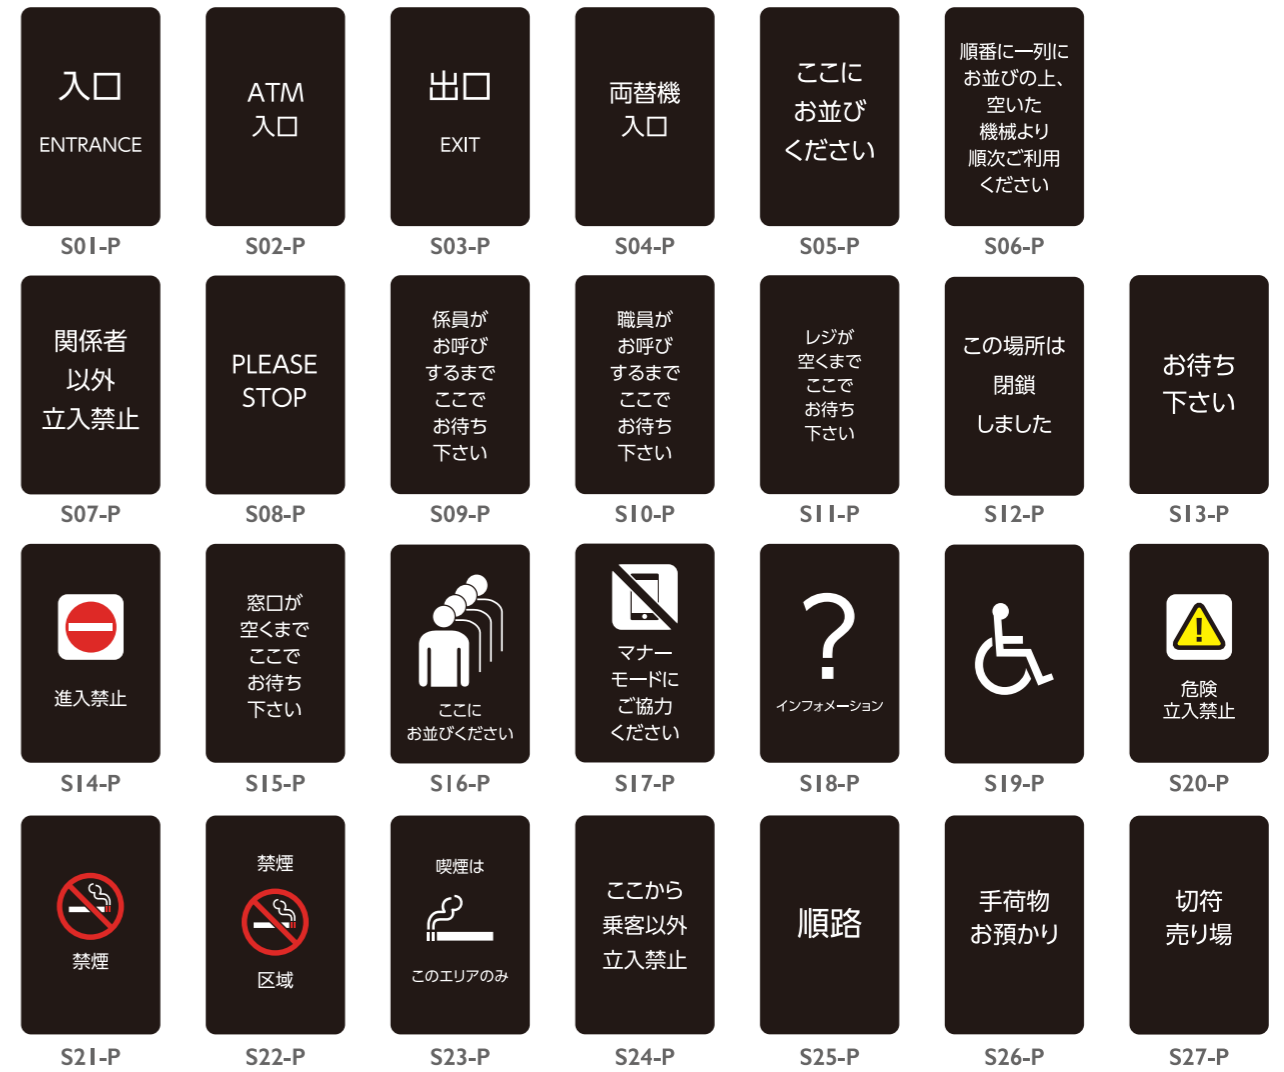 入口
ENTRANCE
S01-P
ATM
入口
S02-P
出口
EXIT
S03-P
両替機
入口
S04-P
ここに
お並び
ください
S05-P
順番に一列に
お並びの上、
空いた
機械より
順次ご利用
ください
S06-P
関係者
以外
立入禁止
S07-P
PLEASE
STOP
S08-P
係員が
お呼び
するまで
ここで
お待ち
下さい
S09-P
職員が
お呼び
するまで
ここで
お待ち
下さい
S10-P
レジが
空くまで
ここで
お待ち
下さい
S11-P
この場所は
閉鎖
しました
S12-P
お待ち
下さい
S13-P
進入禁止
S14-P
窓口が
空くまで
ここで
お待ち
下さい
S15-P
ここに
お並びください
S16-P
マナー
モードに
ご協力
ください
S17-P
?
インフォメーション
S18-P
S19-P
!
危険
立入禁止
S20-P
禁煙
S21-P
禁煙
区域
S22-P
喫煙は
このエリアのみ
S23-P
ここから
乗客以外
立入禁止
S24-P
順路
S25-P
手荷物
お預かり
S26-P
切符
売り場
S27-P